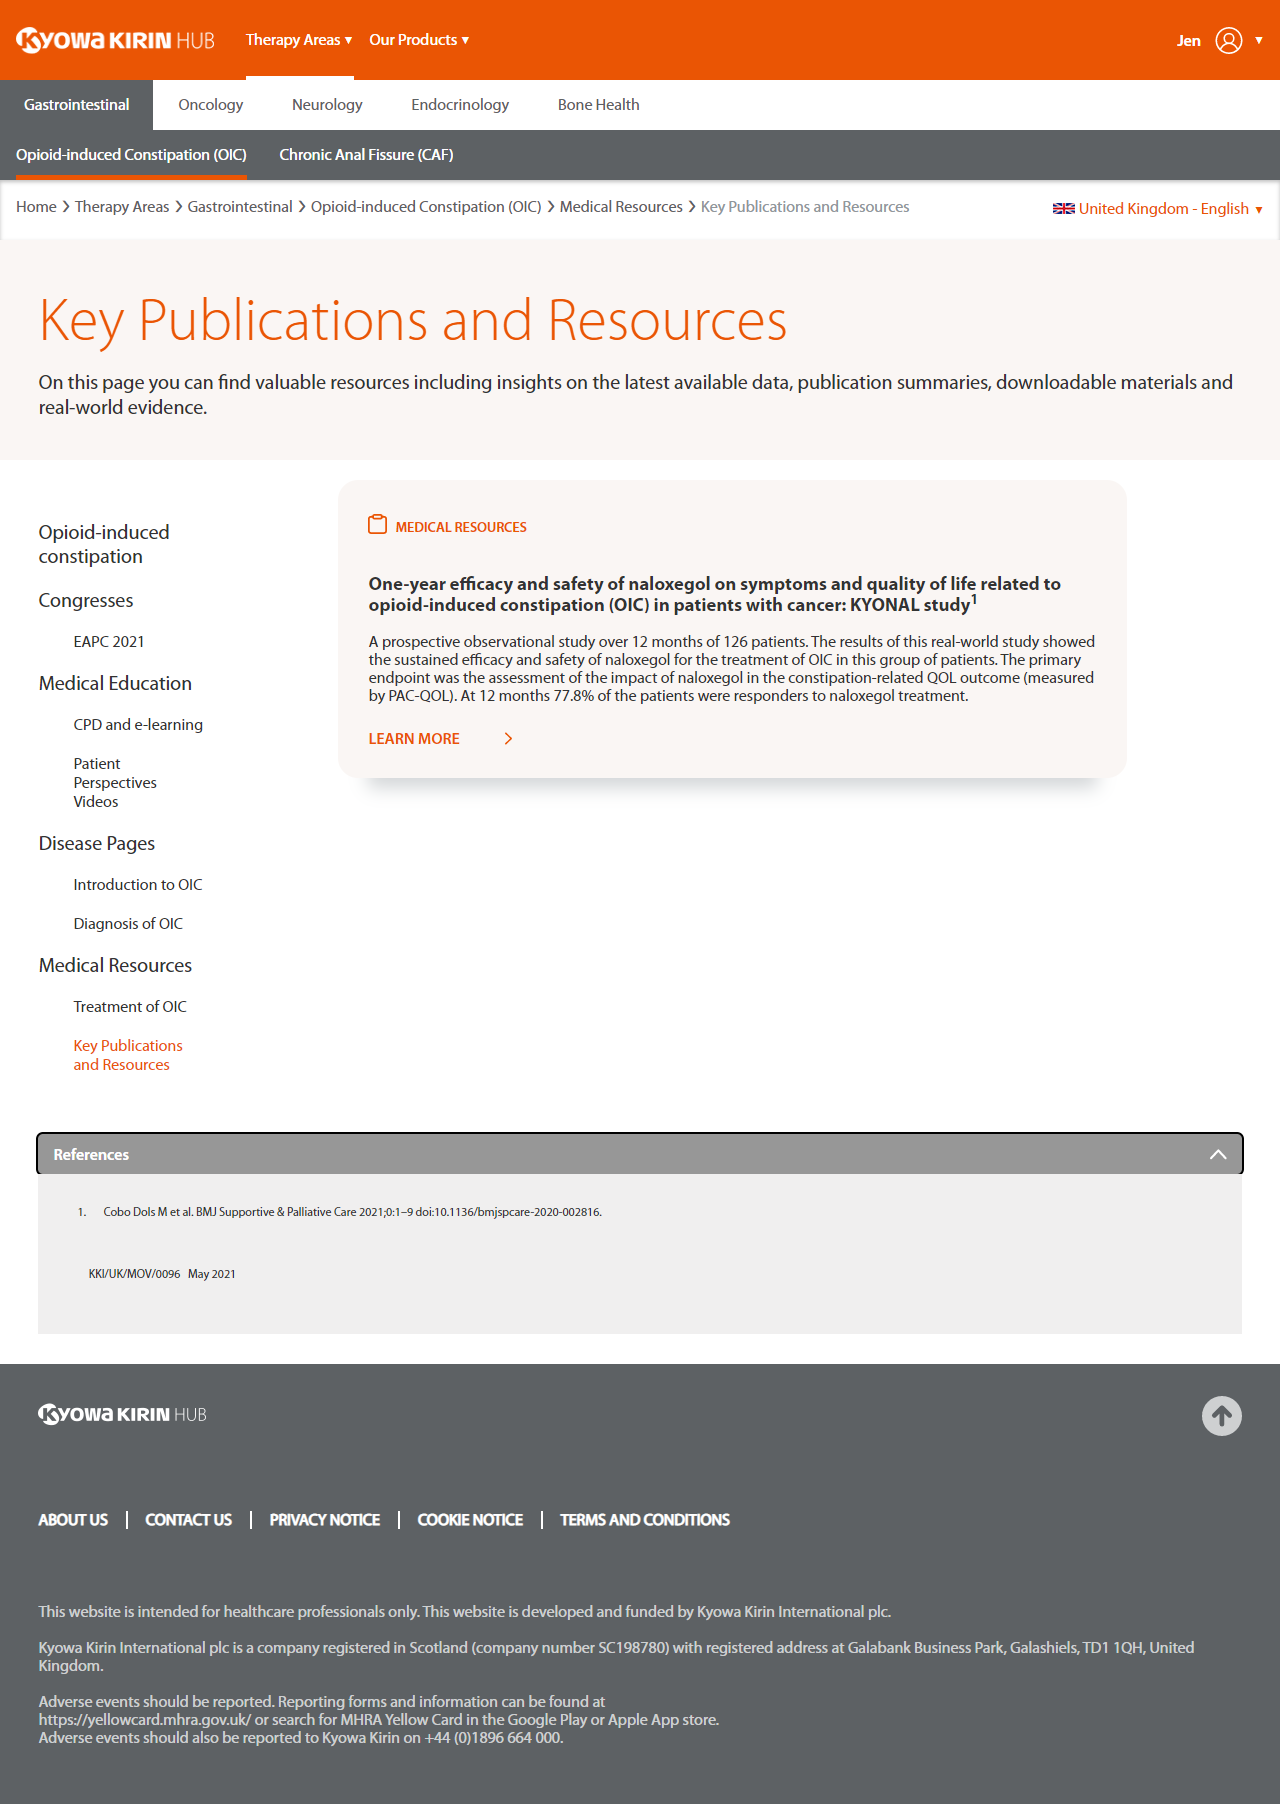 KYOWA KIRIN HUB
Therapy Areas ▾ Our Products ▾
Jen ▾
Gastrointestinal Oncology Neurology Endocrinology Bone Health
Opioid-induced Constipation (OIC) Chronic Anal Fissure (CAF)
Home > Therapy Areas > Gastrointestinal > Opioid-induced Constipation (OIC) > Medical Resources > Key Publications and Resources
United Kingdom - English ▾
Key Publications and Resources
On this page you can find valuable resources including insights on the latest available data, publication summaries, downloadable materials and
real-world evidence.
Opioid-induced
constipation
Congresses
EAPC 2021
Medical Education
CPD and e-learning
Patient
Perspectives
Videos
Disease Pages
Introduction to OIC
Diagnosis of OIC
Medical Resources
Treatment of OIC
Key Publications
and Resources
MEDICAL RESOURCES
One-year efficacy and safety of naloxegol on symptoms and quality of life related to
opioid-induced constipation (OIC) in patients with cancer: KYONAL study¹
A prospective observational study over 12 months of 126 patients. The results of this real-world study showed
the sustained efficacy and safety of naloxegol for the treatment of OIC in this group of patients. The primary
endpoint was the assessment of the impact of naloxegol in the constipation-related QOL outcome (measured
by PAC-QOL). At 12 months 77.8% of the patients were responders to naloxegol treatment.
LEARN MORE >
References
1. Cobo Dols M et al. BMJ Supportive & Palliative Care 2021;0:1–9 doi:10.1136/bmjspcare-2020-002816.
KKI/UK/MOV/0096 May 2021
KYOWA KIRIN HUB
ABOUT US | CONTACT US | PRIVACY NOTICE | COOKIE NOTICE | TERMS AND CONDITIONS
This website is intended for healthcare professionals only. This website is developed and funded by Kyowa Kirin International plc.
Kyowa Kirin International plc is a company registered in Scotland (company number SC198780) with registered address at Galabank Business Park, Galashiels, TD1 1QH, United
Kingdom.
Adverse events should be reported. Reporting forms and information can be found at
https://yellowcard.mhra.gov.uk/ or search for MHRA Yellow Card in the Google Play or Apple App store.
Adverse events should also be reported to Kyowa Kirin on +44 (0)1896 664 000.